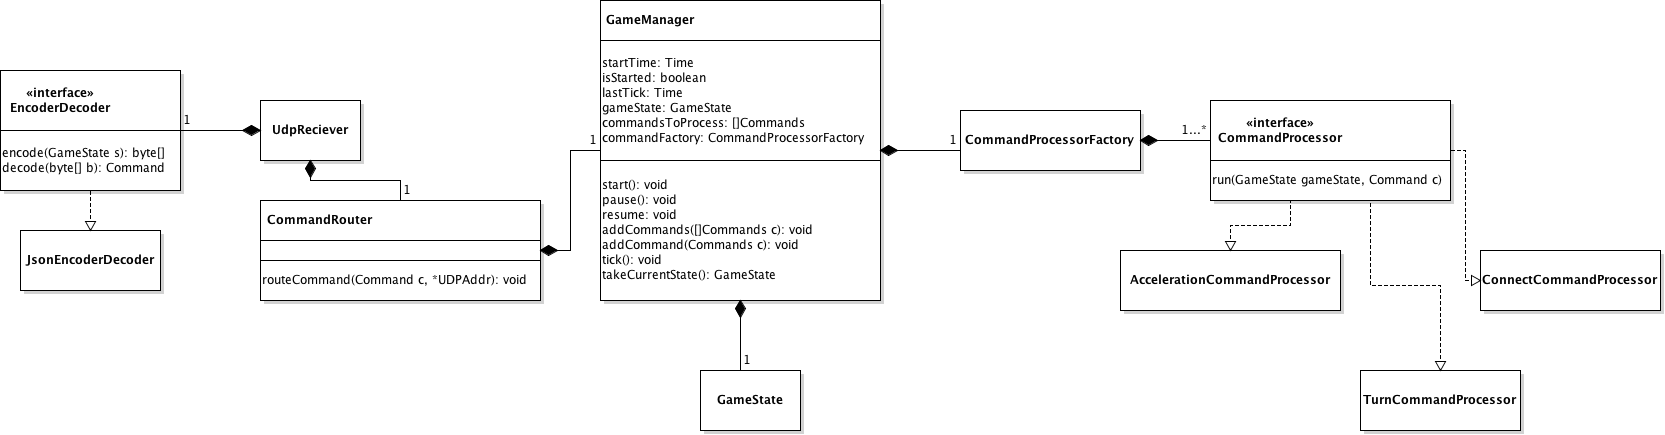 «interface»
EncoderDecoder
encode(GameState s): byte[]
decode(byte[] b): Command
JsonEncoderDecoder
1
UdpReciever
1
CommandRouter
routeCommand(Command c, *UDPAddr): void
1
GameManager
startTime: Time
isStarted: boolean
lastTick: Time
gameState: GameState
commandsToProcess: []Commands
commandFactory: CommandProcessorFactory
start(): void
pause(): void
resume: void
addCommands([]Commands c): void
addCommand(Commands c): void
tick(): void
takeCurrentState(): GameState
1
GameState
1
CommandProcessorFactory
1...*
«interface»
CommandProcessor
run(GameState gameState, Command c)
AccelerationCommandProcessor
ConnectCommandProcessor
TurnCommandProcessor